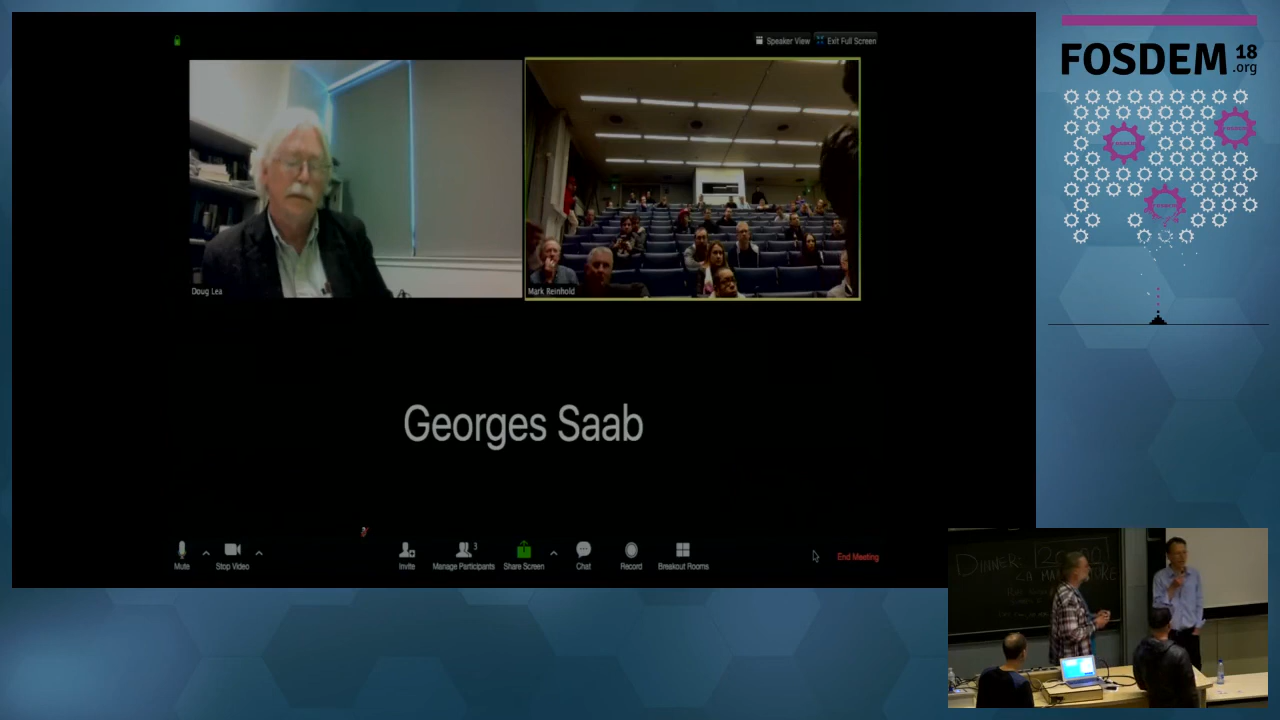 Speaker View
Exit Full Screen
Doug Lea
Mark Reinhold
Georges Saab
Mute
Stop Video
Invite
3
Manage Participants
Share Screen
Chat
Record
Breakout Rooms
End Meeting
FOSDEM 18
.org
DINNER: